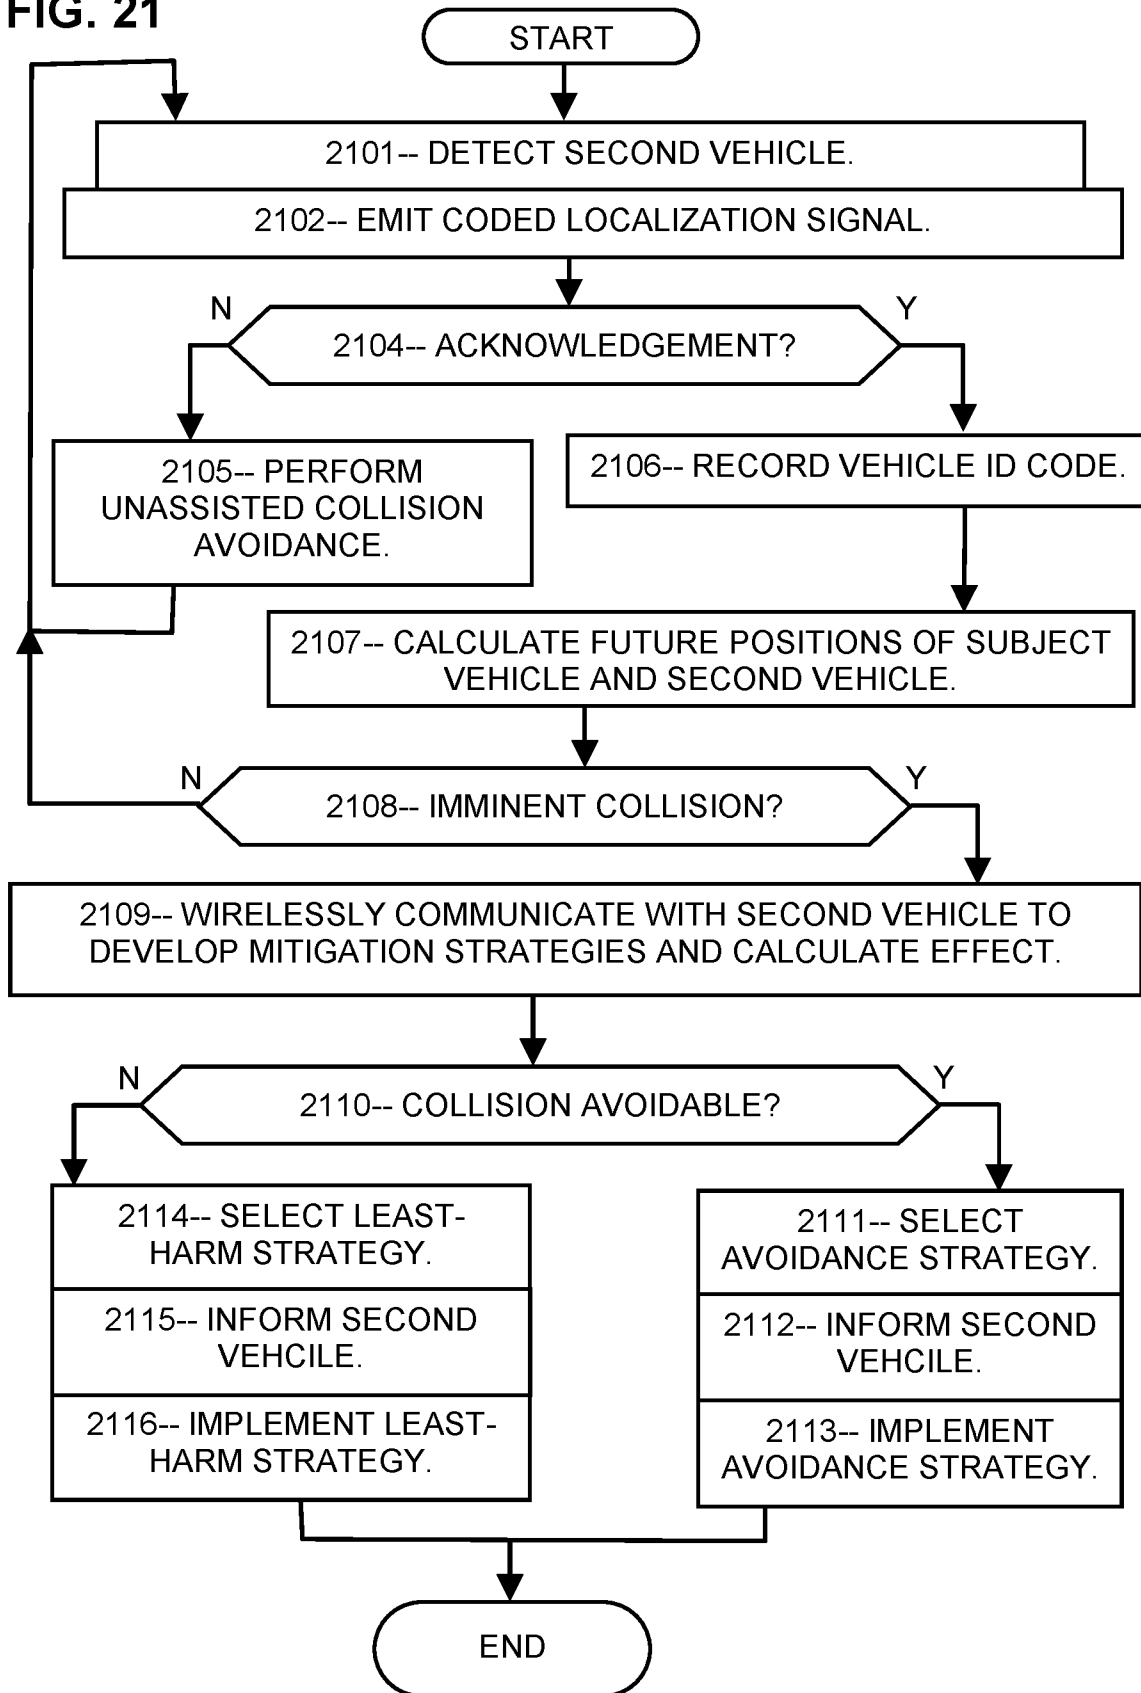 FIG. 21
START
2101-- DETECT SECOND VEHICLE.
2102-- EMIT CODED LOCALIZATION SIGNAL.
N
Y
2104-- ACKNOWLEDGEMENT?
2105-- PERFORM
UNASSISTED COLLISION
AVOIDANCE.
2106-- RECORD VEHICLE ID CODE.
2107-- CALCULATE FUTURE POSITIONS OF SUBJECT
VEHICLE AND SECOND VEHICLE.
N
Y
2108-- IMMINENT COLLISION?
2109-- WIRELESSLY COMMUNICATE WITH SECOND VEHICLE TO
DEVELOP MITIGATION STRATEGIES AND CALCULATE EFFECT.
N
Y
2110-- COLLISION AVOIDABLE?
2114-- SELECT LEAST-
HARM STRATEGY.
2115-- INFORM SECOND
VEHCILE.
2116-- IMPLEMENT LEAST-
HARM STRATEGY.
2111-- SELECT
AVOIDANCE STRATEGY.
2112-- INFORM SECOND
VEHCILE.
2113-- IMPLEMENT
AVOIDANCE STRATEGY.
END